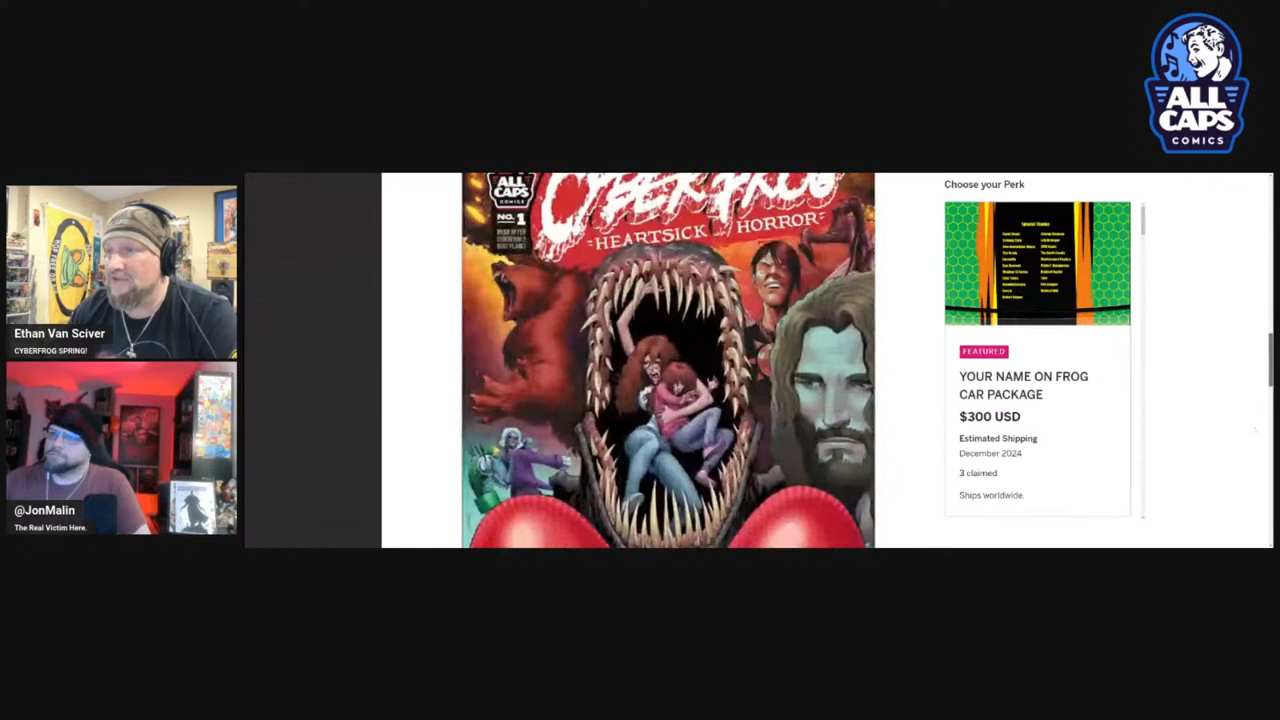 ALL
CAPS
COMICS
Ethan Van Sciver
CYBERFROG SPRING!
@JonMalin
The Real Victim Here.
ALL
CAPS
COMICS
NO. 1
CYBERFROG
:HEARTSICK HORROR:
Choose your Perk
Special Thanks
FEATURED
YOUR NAME ON FROG
CAR PACKAGE
$300 USD
Estimated Shipping
December 2024
3 claimed
Ships worldwide.